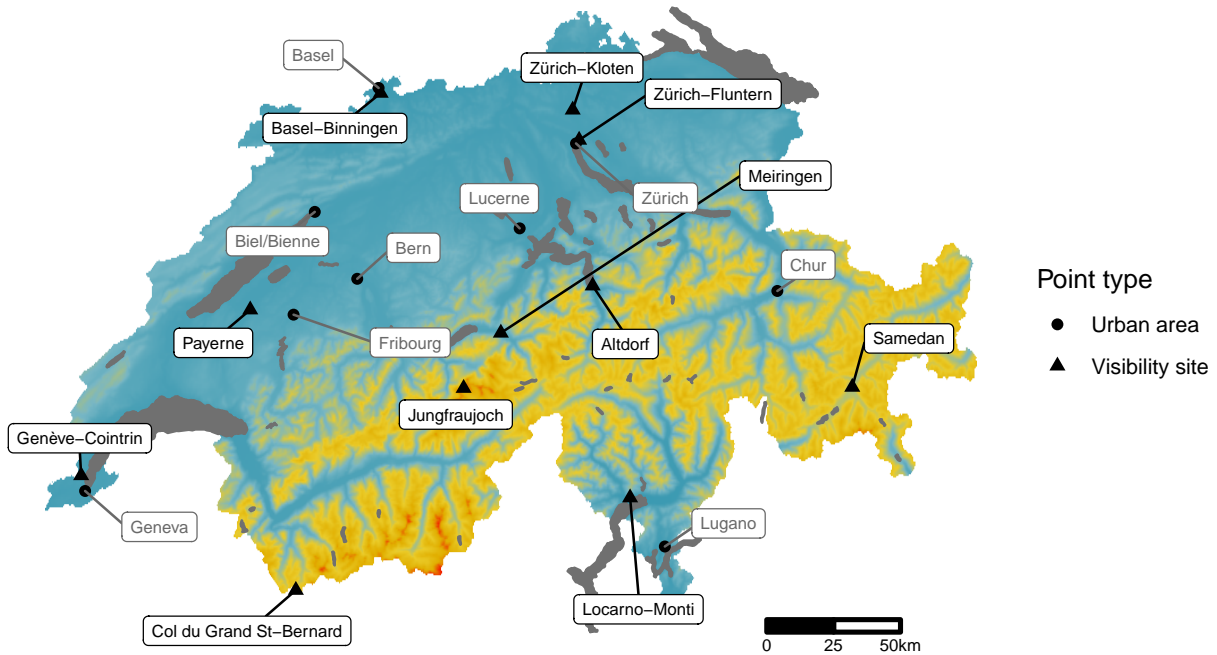 Basel
Zürich−Kloten
Zürich−Fluntern
Basel−Binningen
Meiringen
Lucerne
Zürich
Biel/Bienne
Bern
Chur
Point type
Urban area
Visibility site
Payerne
Fribourg
Altdorf
Samedan
Jungfraujoch
Genève−Cointrin
Geneva
Lugano
Locarno−Monti
Col du Grand St−Bernard
0 25 50km